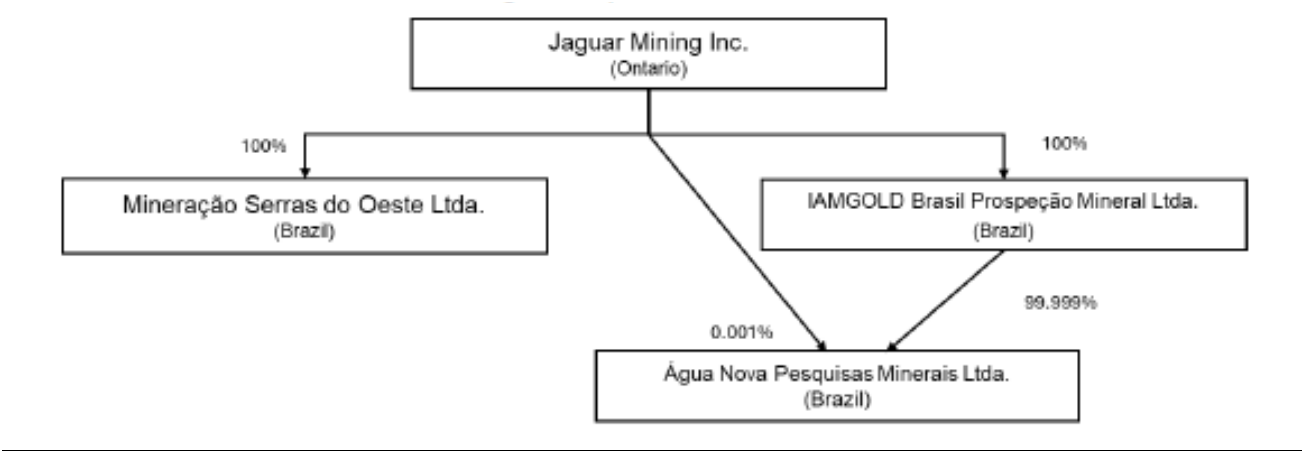 Jaguar Mining Inc.
(Ontario)
100%
100%
Mineração Serras do Oeste Ltda.
(Brazil)
IAMGOLD Brasil Prospeção Mineral Ltda.
(Brazil)
99.999%
0.001%
Água Nova Pesquisas Minerais Ltda.
(Brazil)